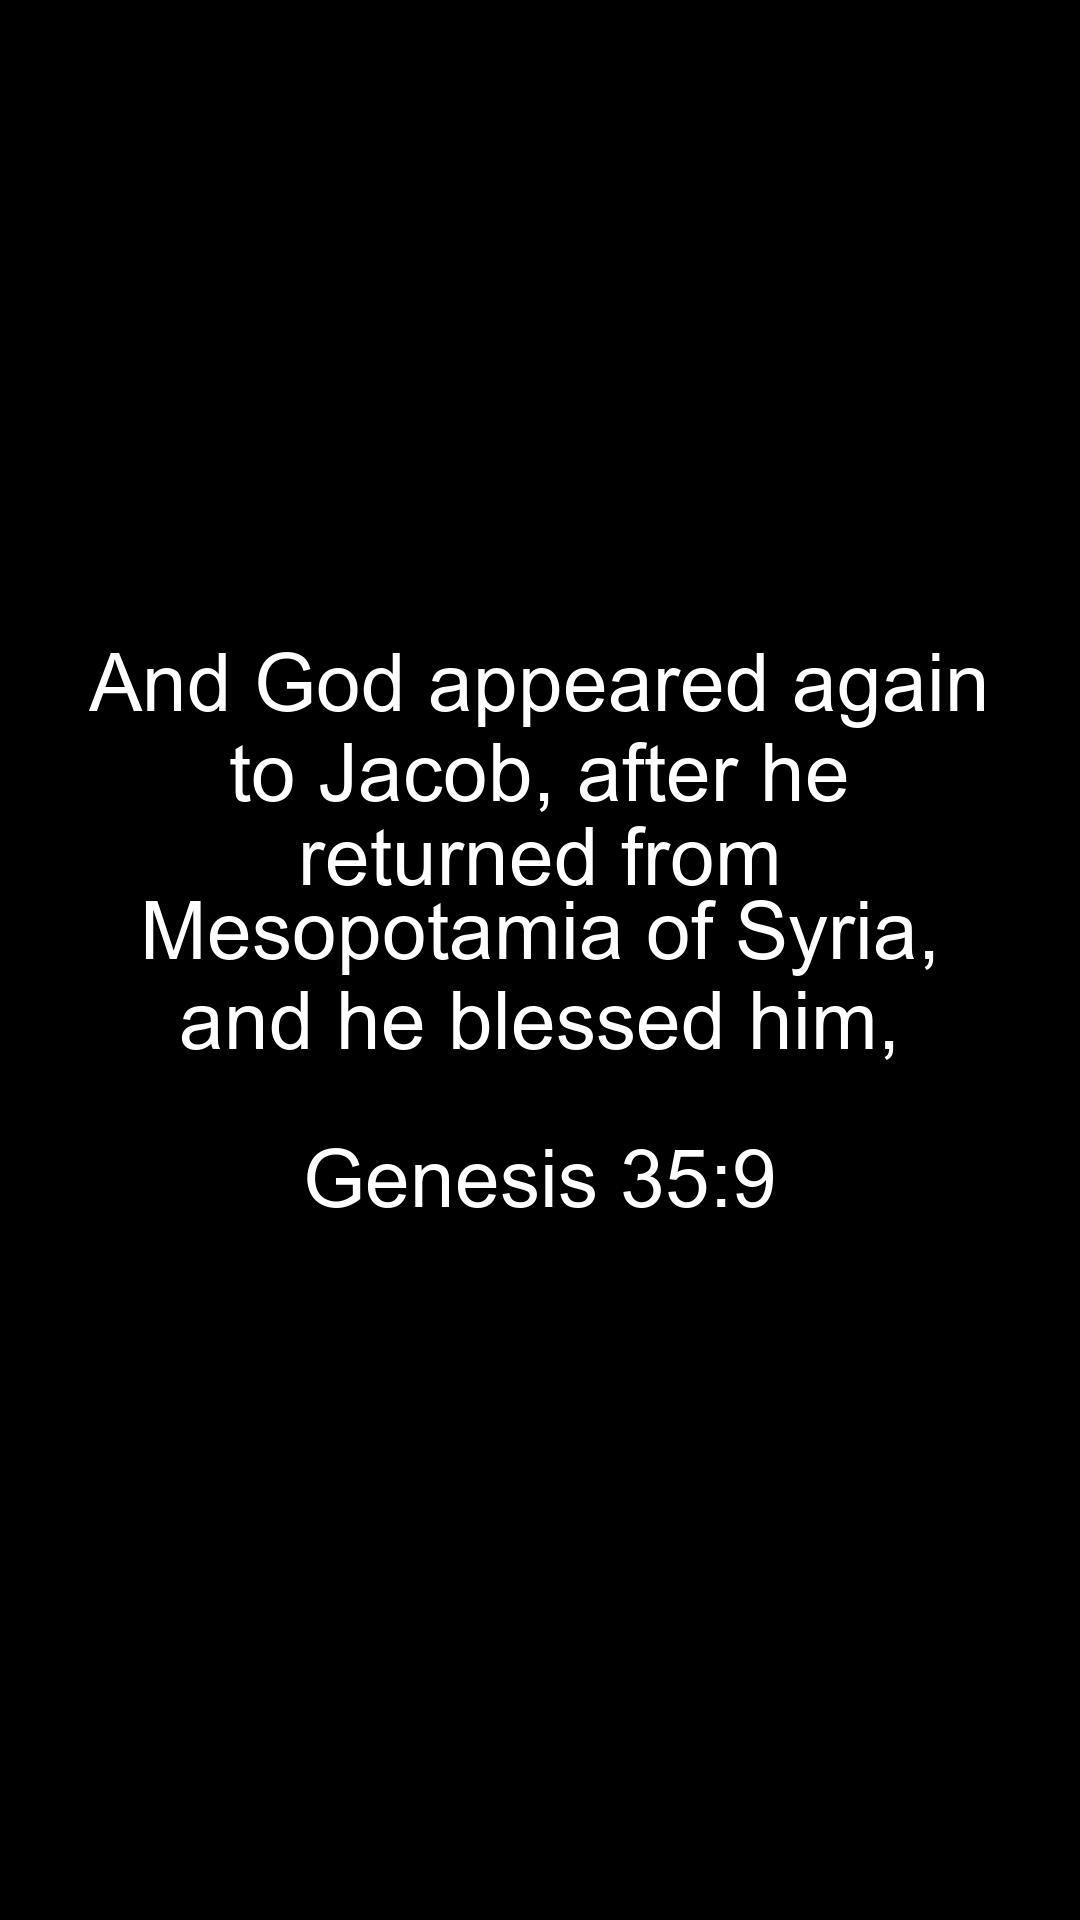 And God appeared again
to Jacob, after he
returned from
Mesopotamia of Syria,
and he blessed him,
Genesis 35:9